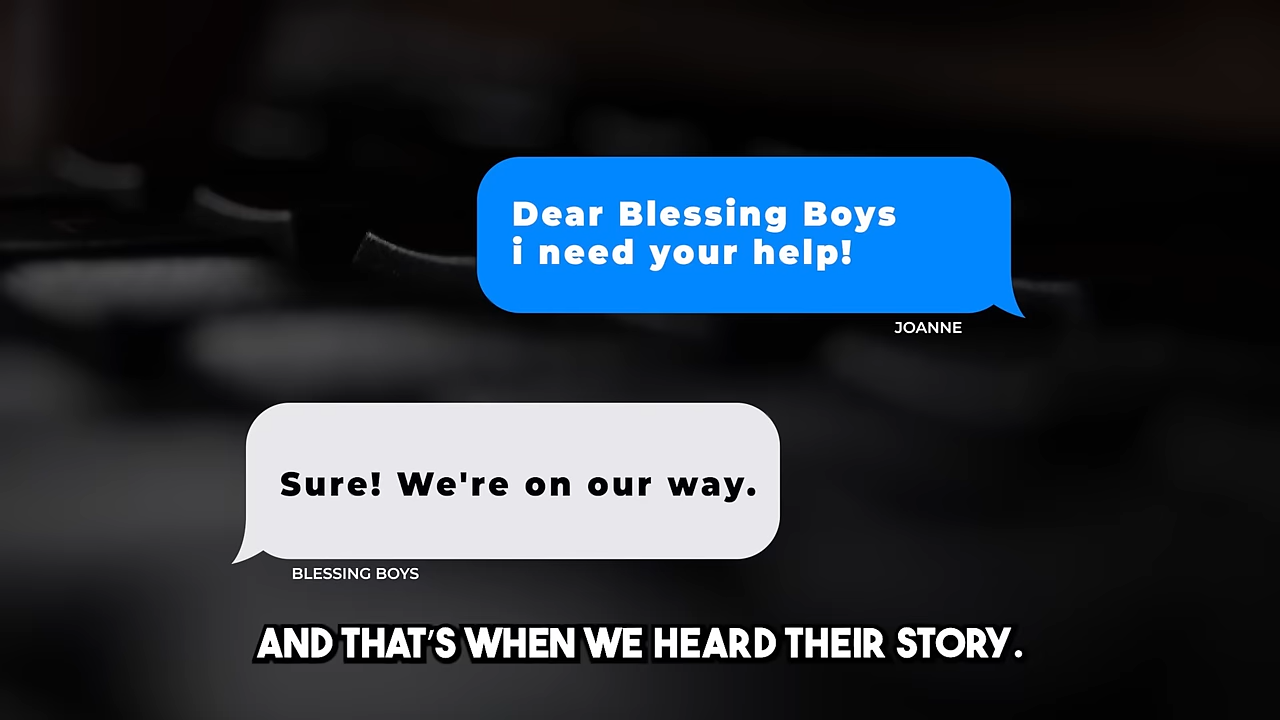 Dear Blessing Boys
i need your help!
JOANNE
Sure! We're on our way.
BLESSING BOYS
AND THAT'S WHEN WE HEARD THEIR STORY.